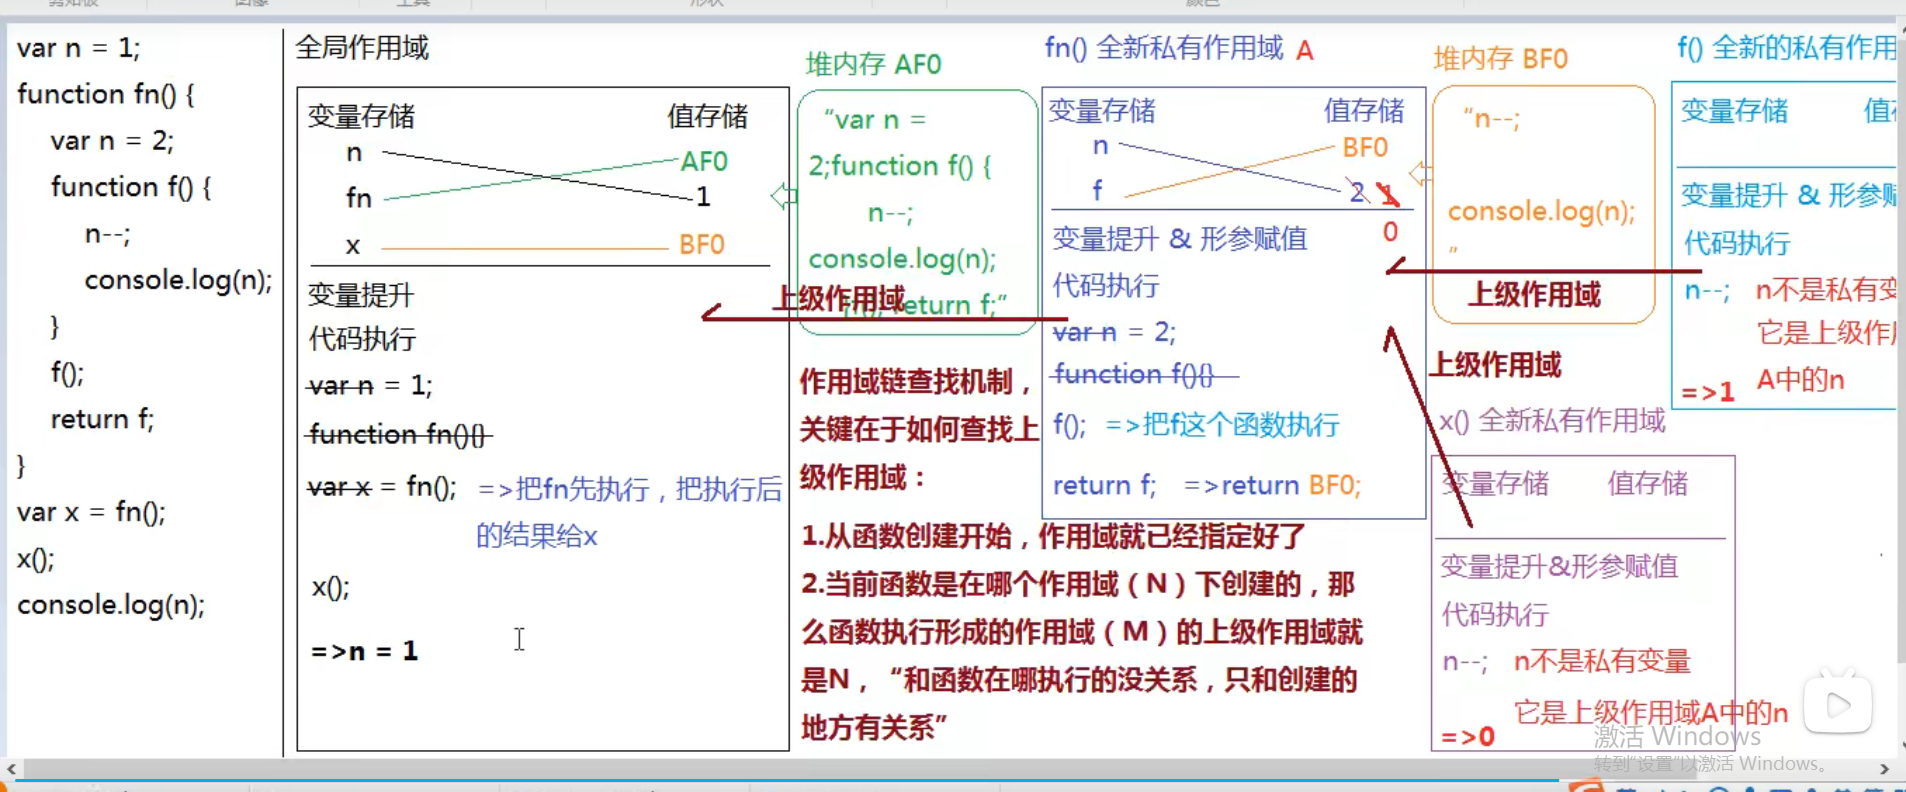 var n = 1;
function fn() {
var n = 2;
function f() {
n--;
console.log(n);
}
f();
return f;
}
var x = fn();
x();
console.log(n);
全局作用域
变量存储 值存储
n AF0
fn 1
x BF0
变量提升
代码执行
var n = 1;
function fn(){}
var x = fn(); =>把fn先执行，把执行后
的结果给x
x();
=>n = 1
堆内存 AF0
“var n =
2;function f() {
n--;
console.log(n);
return f;”
上级作用域
作用域链查找机制，
关键在于如何查找上
级作用域：
1.从函数创建开始，作用域就已经指定好了
2.当前函数是在哪个作用域（N）下创建的，那
么函数执行形成的作用域（M）的上级作用域就
是N，“和函数在哪执行的没关系，只和创建的
地方有关系”
fn() 全新私有作用域 A
变量存储 值存储
n BF0
f 2 1
0
变量提升 & 形参赋值
代码执行
var n = 2;
function f(){}
f(); =>把f这个函数执行
return f; =>return BF0;
堆内存 BF0
“n--;
console.log(n);
”
上级作用域
上级作用域
f() 全新的私有作用
变量存储 值
变量提升 & 形参
代码执行
n--; n不是私有
它是上级作
=>1 A中的n
x() 全新私有作用域
变量存储 值存储
变量提升&形参赋值
代码执行
n--; n不是私有变量
它是上级作用域A中的n
=>0
激活 Windows
转到“设置”以激活 Windows。